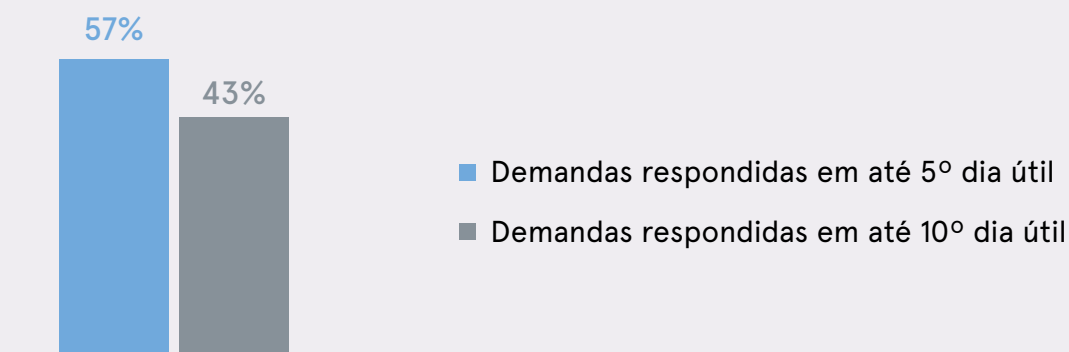 57%
43%
Demandas respondidas em até 5º dia útil
Demandas respondidas em até 10º dia útil